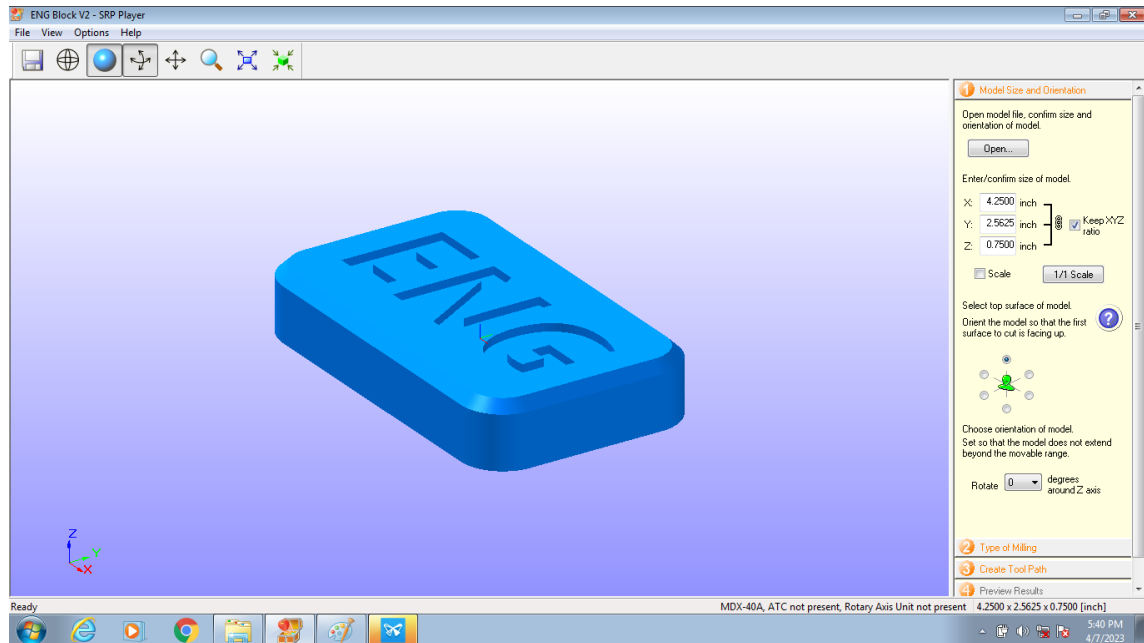 ENG Block V2 - SRP Player
File View Options Help
1 Model Size and Orientation
Open model file, confirm size and
orientation of model.
Open...
Enter/confirm size of model.
X: 4.2500 inch
Y: 2.5625 inch
Keep XYZ
ratio
Z: 0.7500 inch
Scale
1/1 Scale
Select top surface of model.
Orient the model so that the first
surface to cut is facing up.
?
Choose orientation of model.
Set so that the model does not extend
beyond the movable range.
Rotate 0 degrees
around Z axis
2 Type of Milling
3 Create Tool Path
4 Preview Results
ENG
Z
Y
X
Ready
MDX-40A, ATC not present, Rotary Axis Unit not present 4.2500 x 2.5625 x 0.7500 [inch]
5:40 PM
4/7/2023